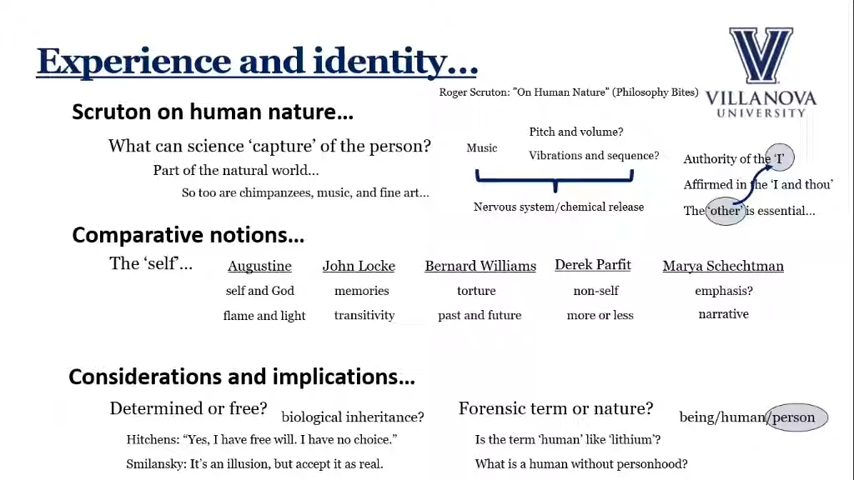 Experience and identity...
Roger Scruton: "On Human Nature" (Philosophy Bites)
VILLANOVA
UNIVERSITY
Scruton on human nature...
What can science 'capture' of the person?
Part of the natural world...
So too are chimpanzees, music, and fine art...
Music
Pitch and volume?
Vibrations and sequence?
Nervous system/chemical release
Authority of the 'I'
Affirmed in the 'I and thou'
The 'other' is essential...
Comparative notions...
The 'self'...
Augustine
self and God
flame and light
John Locke
memories
transitivity
Bernard Williams
torture
past and future
Derek Parfit
non-self
more or less
Marya Schechtman
emphasis?
narrative
Considerations and implications...
Determined or free?
biological inheritance?
Hitchens: "Yes, I have free will. I have no choice."
Smilansky: It's an illusion, but accept it as real.
Forensic term or nature?
being/human/person
Is the term 'human' like 'lithium'?
What is a human without personhood?